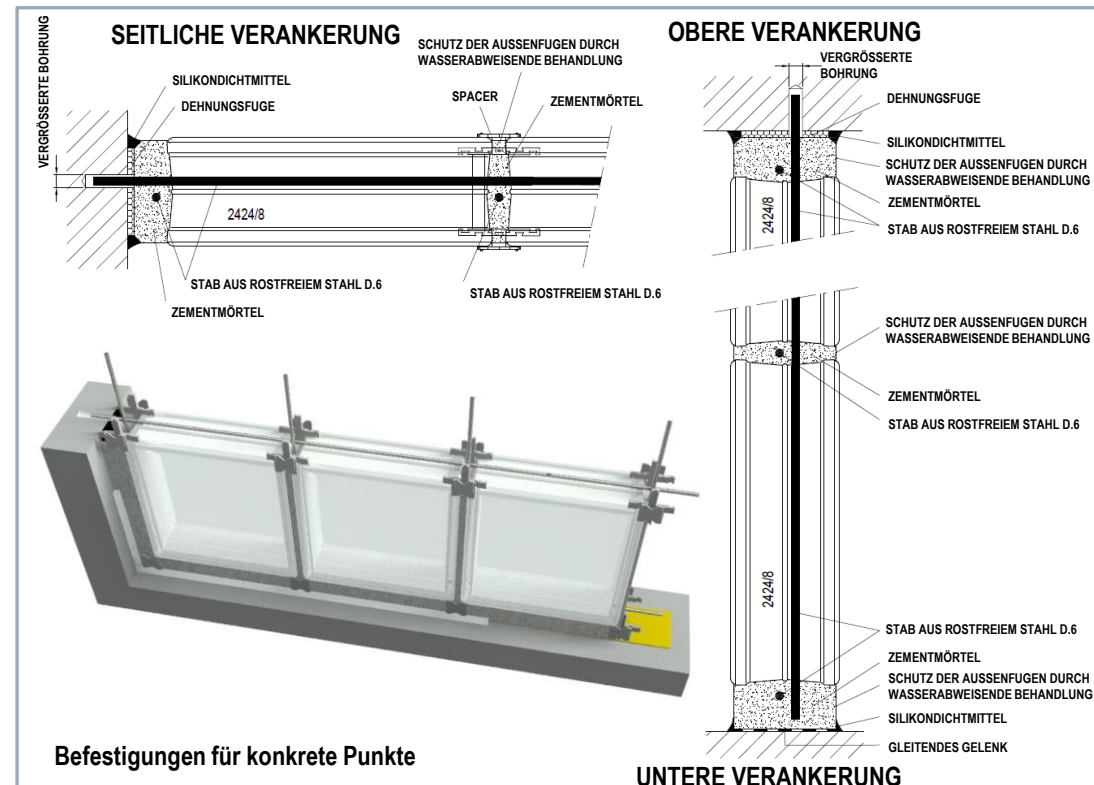 SEITLICHE VERANKERUNG
VERGRÖSSERTE BOHRUNG
SILIKONDICHTMITTEL
DEHNUNGSFUGE
SCHUTZ DER AUSSENFUGEN DURCH
WASSERABWEISENDE BEHANDLUNG
SPACER
ZEMENTMÖRTEL
2424/8
STAB AUS ROSTFREIEM STAHL D.6
STAB AUS ROSTFREIEM STAHL D.6
ZEMENTMÖRTEL
OBERE VERANKERUNG
VERGRÖSSERTE
BOHRUNG
DEHNUNGSFUGE
SILIKONDICHTMITTEL
SCHUTZ DER AUSSENFUGEN DURCH
WASSERABWEISENDE BEHANDLUNG
ZEMENTMÖRTEL
2424/8
STAB AUS ROSTFREIEM STAHL D.6
SCHUTZ DER AUSSENFUGEN DURCH
WASSERABWEISENDE BEHANDLUNG
ZEMENTMÖRTEL
STAB AUS ROSTFREIEM STAHL D.6
2424/8
STAB AUS ROSTFREIEM STAHL D.6
ZEMENTMÖRTEL
SCHUTZ DER AUSSENFUGEN DURCH
WASSERABWEISENDE BEHANDLUNG
SILIKONDICHTMITTEL
GLEITENDES GELENK
UNTERE VERANKERUNG
Befestigungen für konkrete Punkte